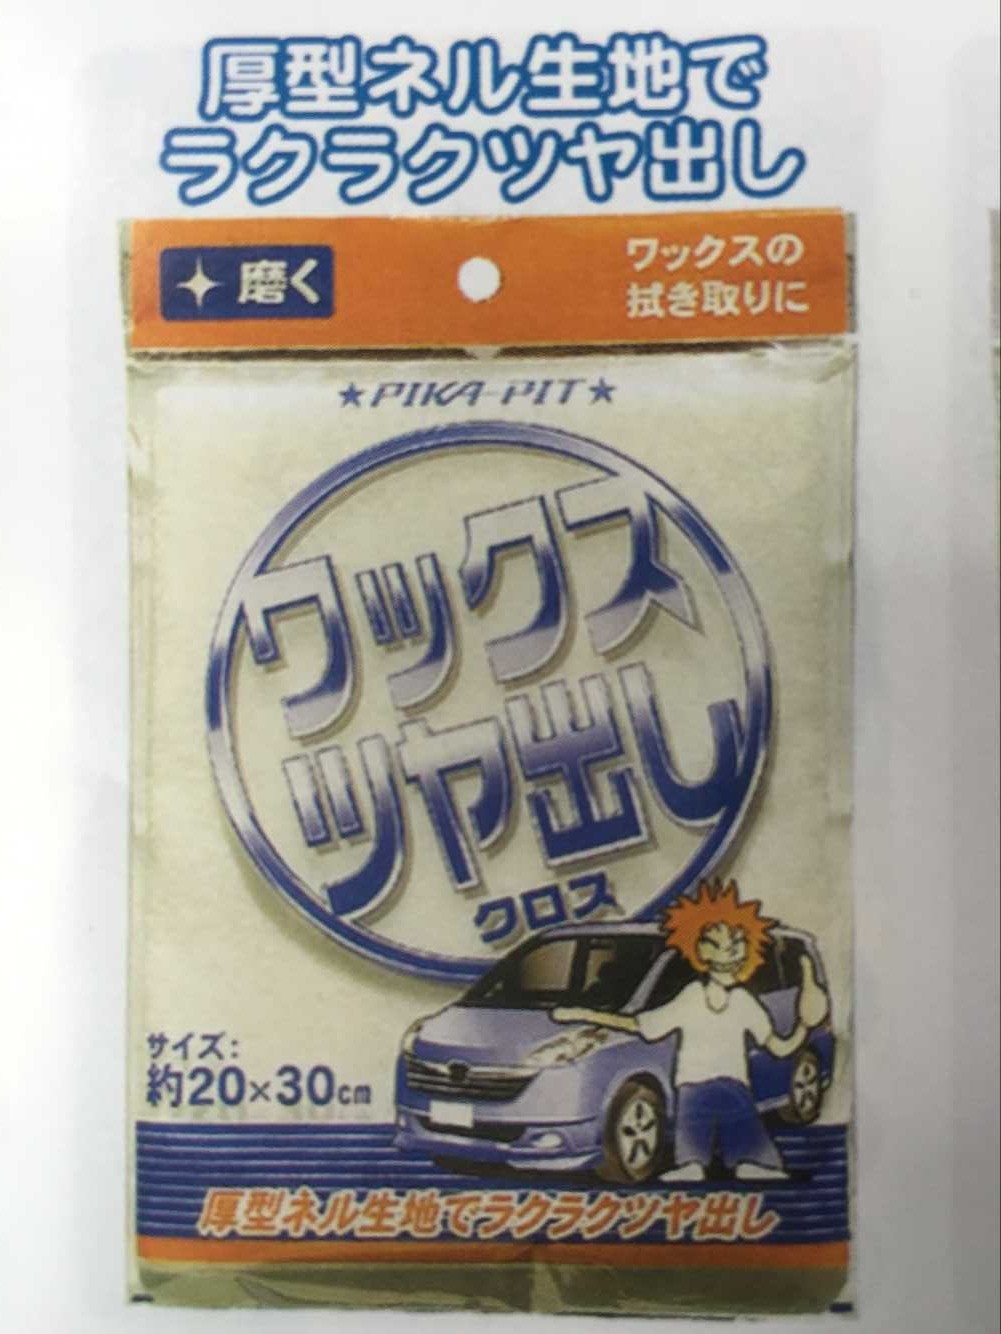 厚型ネル生地で
ラクラクツヤ出し
磨く
ワックスの
拭き取りに
★PIKA-PIT★
ワックス
ツヤ出し
クロス
サイズ:
約20×30cm
厚型ネル生地でラクラクツヤ出し